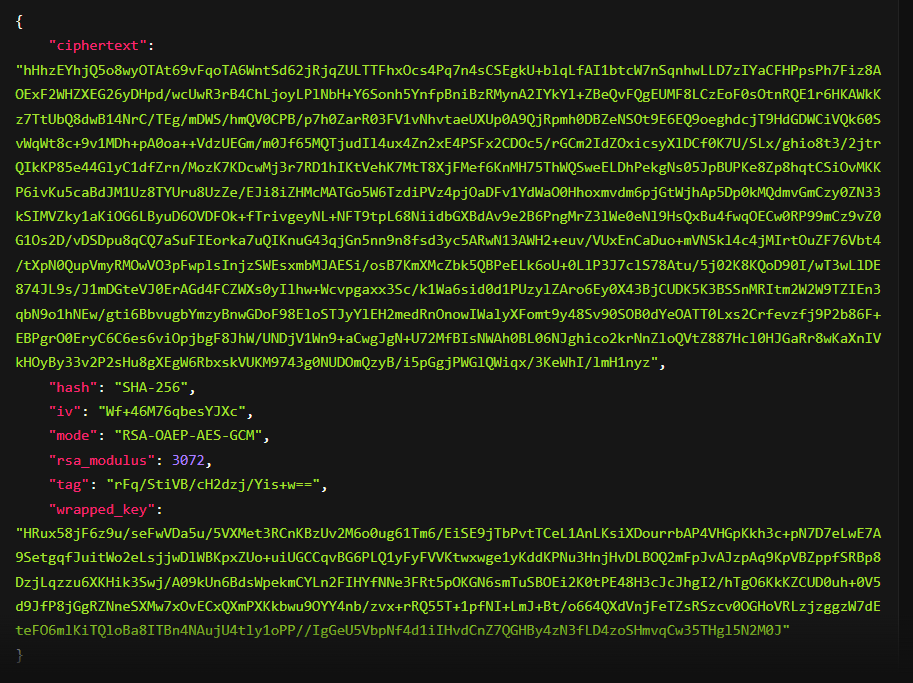 {
"ciphertext":
"hHhzEYhjQ5o8wyOTAt69vFqoTA6WntSd62jRjqZULTTFhxOcs4Pq7n4sCSEgkU+blqLfAI1btcW7nSqnhwLLD7zIYaCFHPpsPh7Fiz8A
OExF2WHZXEG26yDHpd/wcUwR3rB4ChLjoyLPlNbH+Y6Sonh5YnfpBniBzRMynA2IYkYl+ZBeQvFQgEUMF8LCzEoF0sOtnRQE1r6HKAWkK
z7TtUbQ8dwB14NrC/TEg/mDWS/hmQV0CPB/p7h0ZarR03FV1vNhvtaeUXUp0A9QjRpmh0DBZeNSOt9E6EQ9oeghdcjT9HdGDWCiVQk60S
vWqWt8c+9v1MDh+pA0oa++VdzUEGm/m0Jf65MQTjudIl4ux4Zn2xE4PSFx2CDOc5/rGCm2IdZOxicsyXlDCf0K7U/SLx/ghio8t3/2jtr
QIkKP85e44GlyC1dfZrn/MozK7KDcwMj3r7RD1hIKtVehK7MtT8XjFMef6KnMH75ThWQSweELDhPekgNs05JpBUPKe8Zp8hqtCSiOvMKK
P6ivKu5caBdJM1Uz8TYUru8UzZe/EJi8iZHMcMATGo5W6TzdiPVz4pjOaDFv1YdWaO0Hhoxmvdm6pjGtWjhAp5Dp0kMQdmvGmCzy0ZN33
kSIMVZky1aKiOG6LByuD6OVDFOk+fTrivgeyNL+NFT9tpL68NiidbGXBdAv9e2B6PngMrZ3lWe0eNl9HsQxBu4fwqOECw0RP99mCz9vZ0
G1Os2D/vDSDpu8qCQ7aSuFIEorka7uQIKnuG43qjGn5nn9n8fsd3yc5ARwN13AWH2+euv/VUxEnCaDuo+mVNSkl4c4jMIrtOuZF76Vbt4
/tXpN0QupVmyRMOwVO3pFwplsInjzSWEsxmbMJAESi/osB7KmXMcZbk5QBPeELk6oU+0LlP3J7clS78Atu/5j02K8KQoD90I/wT3wLlDE
874JL9s/J1mDGteVJ0ErAGd4FCZWXs0yIlhw+Wcvpgaxx3Sc/k1Wa6sid0d1PUzylZAro6Ey0X43BjCUDK5K3BSSnMRItm2W2W9TZIEn3
qbN9o1hNEw/gti6BbvugbYmzyBnwGDoF98EloSTJyYlEH2medRnOnowIWalyXFomt9y48Sv90SOB0dYeOATT0Lxs2Crfevzfj9P2b86F+
EBPgrO0EryC6C6es6viOpjbgF8JhW/UNDjV1Wn9+aCwgJgN+U72MfBIsNWAh0BL06NJghico2krNnZloQVtZ887Hcl0HJGaRr8wKaXnIV
kHOyBy33v2P2sHu8gXEgW6RbxskVUKM9743g0NUDOmQzyB/i5pGgjPWGlQWiqx/3KeWhI/lmH1nyz",
"hash": "SHA-256",
"iv": "Wf+46M76qbesYJXc",
"mode": "RSA-OAEP-AES-GCM",
"rsa_modulus": 3072,
"tag": "rFq/StiVB/cH2dzj/Yis+w==",
"wrapped_key":
"HRux58jF6z9u/seFwVDa5u/5VXMet3RCnKBzUv2M6o0ug61Tm6/EiSE9jTbPvtTCeL1AnLKsiXDourrbAP4VHGpKkh3c+pN7D7eLwE7A
9SetgqfJuitWo2eLsjjwDlWBKpxZUo+uiUGCCqvBG6PLQ1yFyFVVKtwxwge1yKddKPNu3HnjHvDLBOQ2mFpJvAJzpAq9KpVBZppfSRBp8
DzjLqzzu6XKHik3Swj/A09kUn6BdsWpekmCYLn2FIHYfNNe3FRt5pOKGN6smTuSBOEi2K0tPE48H3cJcJhgI2/hTgO6KkKZCUD0uh+0V5
d9JfP8jGgRZNneSXMw7xOvECxQXmPXKkbwu9OYY4nb/zvx+rRQ55T+1pfNI+LmJ+Bt/o664QXdVnjFeTZsRSzcv0OGHoVRLzjzggzW7dE
teFO6mlKiTQloBa8ITBn4NAujU4tly1oPP//IgGeU5VbpNf4d1iIHvdCnZ7QGHBy4zN3fLD4zoSHmvqCw35THgl5N2M0J"
}